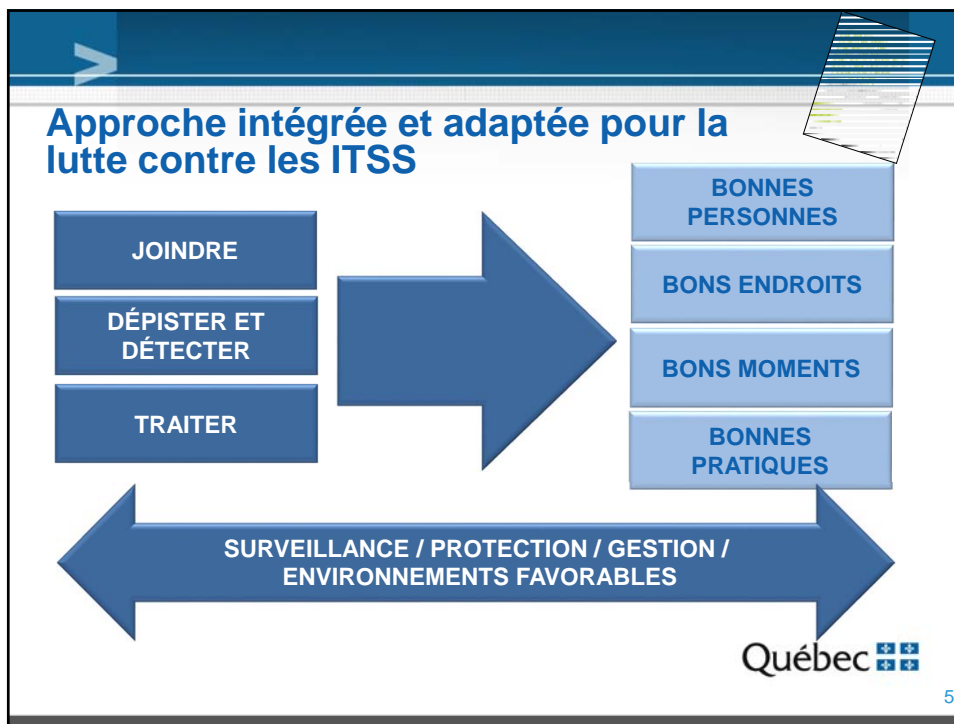 Approche intégrée et adaptée pour la
lutte contre les ITSS
JOINDRE
DÉPISTER ET
DÉTECTER
TRAITER
BONNES
PERSONNES
BONS ENDROITS
BONS MOMENTS
BONNES
PRATIQUES
SURVEILLANCE / PROTECTION / GESTION /
ENVIRONNEMENTS FAVORABLES
Québec
5